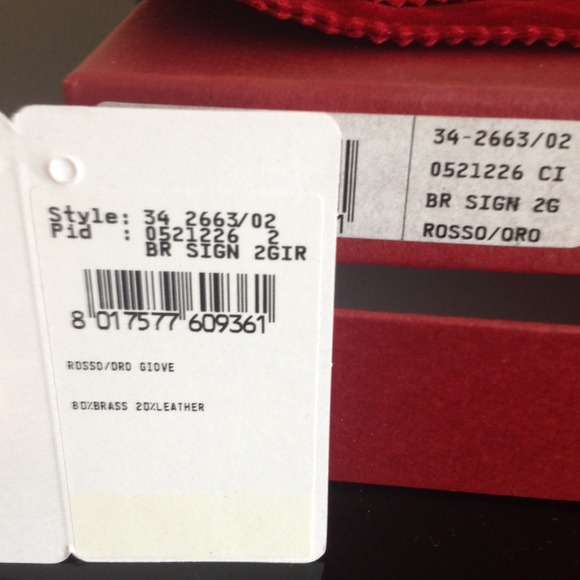 Style: 34 2663/02
Pid : 0521226 2
BR SIGN 2GIR
8 017577 609361
ROSSO/ORO GIOVE
80%BRASS 20%LEATHER
1
34-2663/02
0521226 CI
BR SIGN 2G
ROSSO/ORO